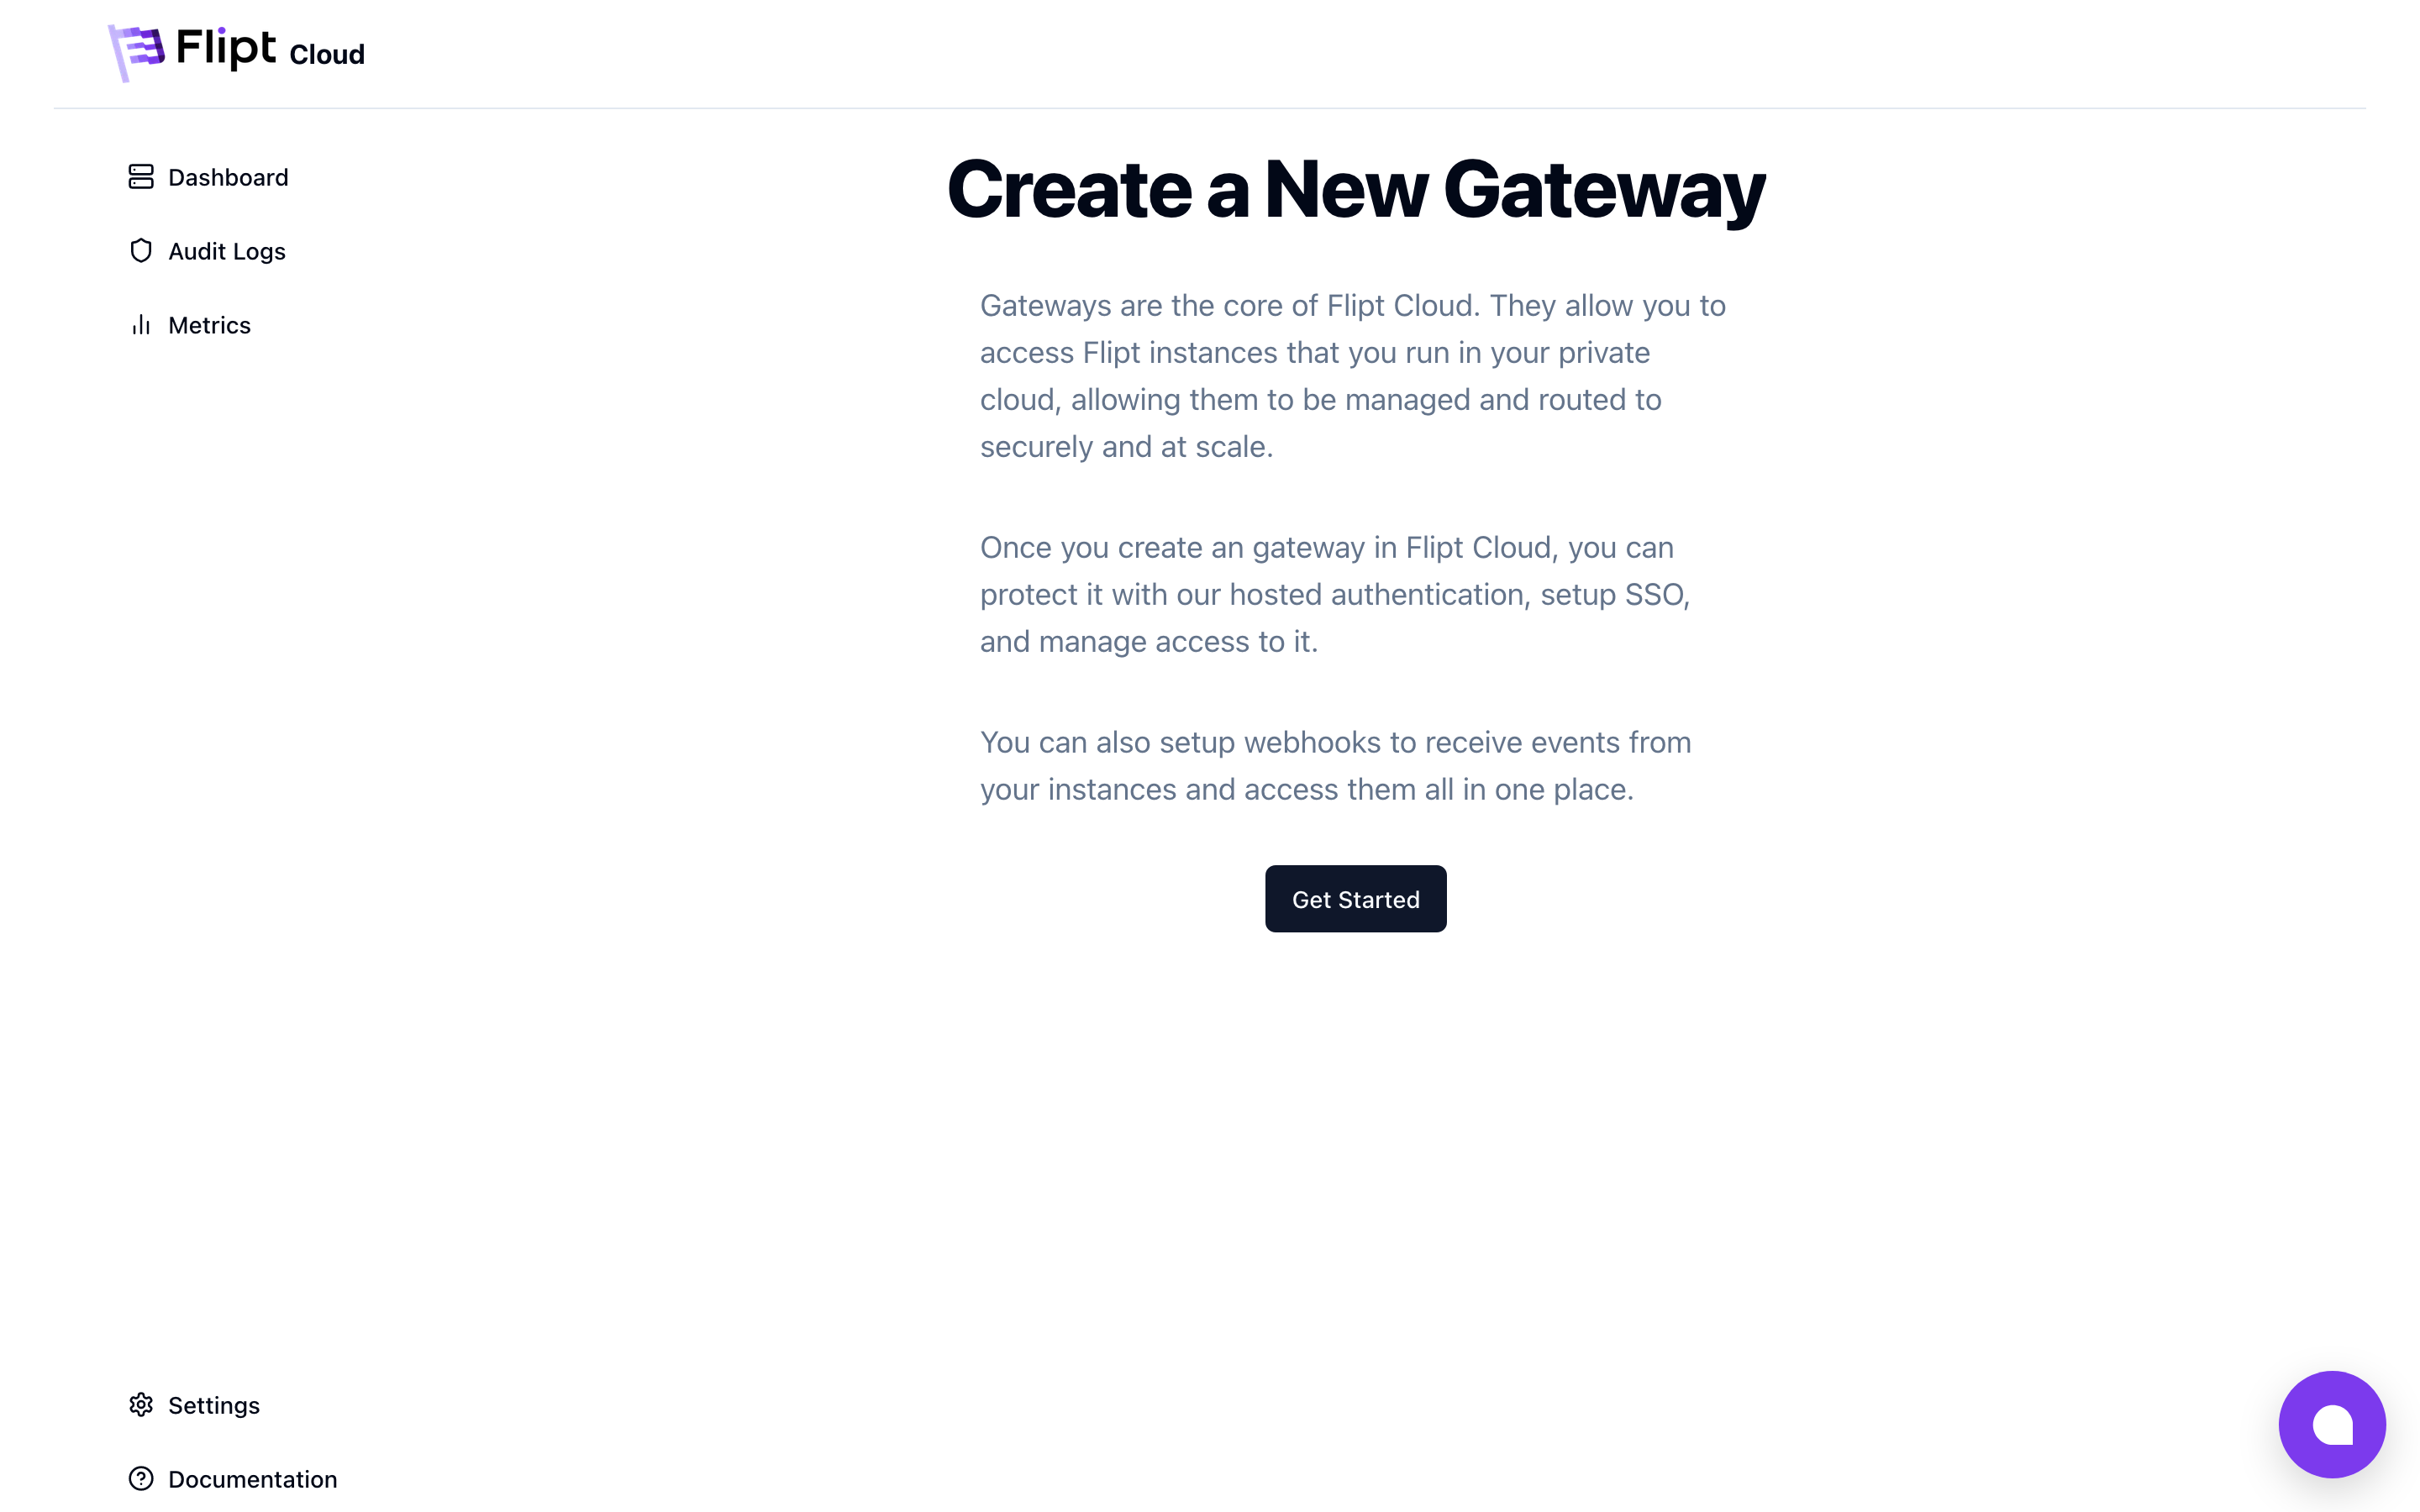 Flipt Cloud
Dashboard
Audit Logs
Metrics
Create a New Gateway
Gateways are the core of Flipt Cloud. They allow you to
access Flipt instances that you run in your private
cloud, allowing them to be managed and routed to
securely and at scale.
Once you create an gateway in Flipt Cloud, you can
protect it with our hosted authentication, setup SSO,
and manage access to it.
You can also setup webhooks to receive events from
your instances and access them all in one place.
Get Started
Settings
Documentation